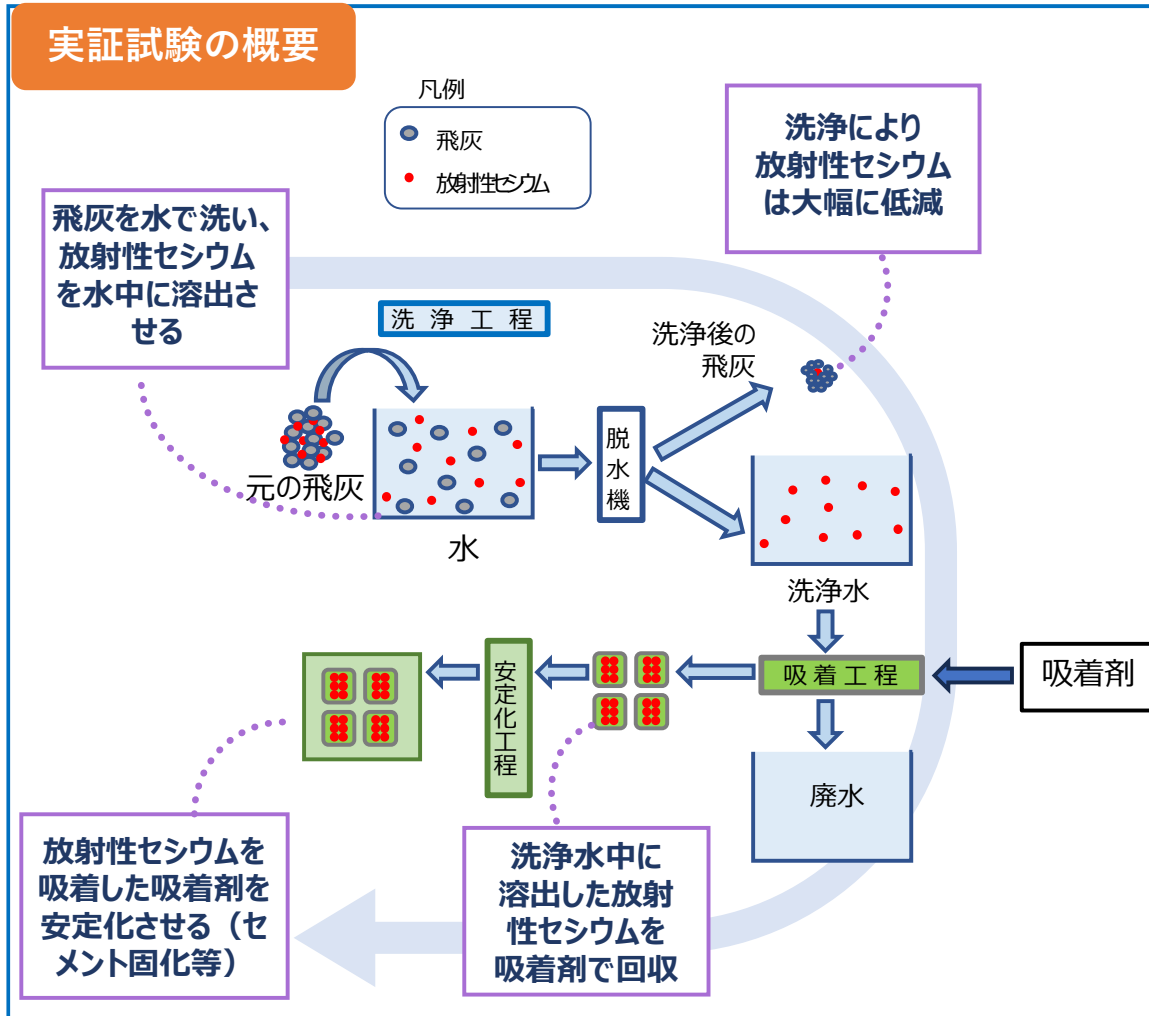 実証試験の概要
凡例
飛灰
放射性セシウム
洗浄により
放射性セシウム
は大幅に低減
飛灰を水で洗い、
放射性セシウム
を水中に溶出さ
せる
洗浄工程
洗浄後の
飛灰
元の飛灰
水
脱水機
洗浄水
吸着工程
吸着剤
安定化工程
廃水
放射性セシウムを
吸着した吸着剤を
安定化させる（セ
メント固化等）
洗浄水中に
溶出した放射
性セシウムを
吸着剤で回収